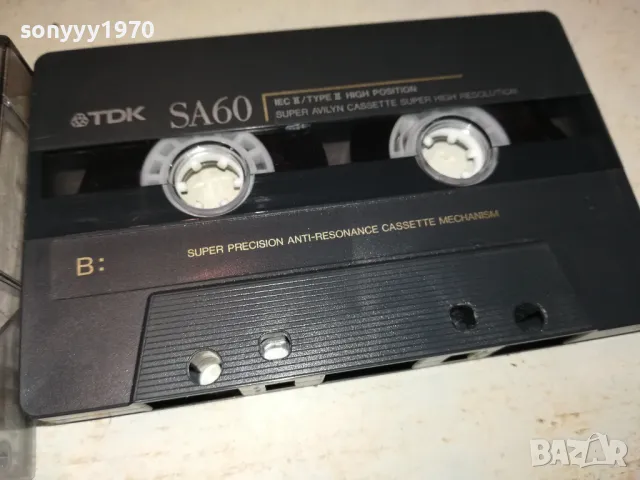 sonyyy1970
TDK SA60
IEC II/TYPE II HIGH POSITION
SUPER AVILYN CASSETTE SUPER HIGH RESOLUTION
SUPER PRECISION ANTI-RESONANCE CASSETTE MECHANISM
B:
BAZAR